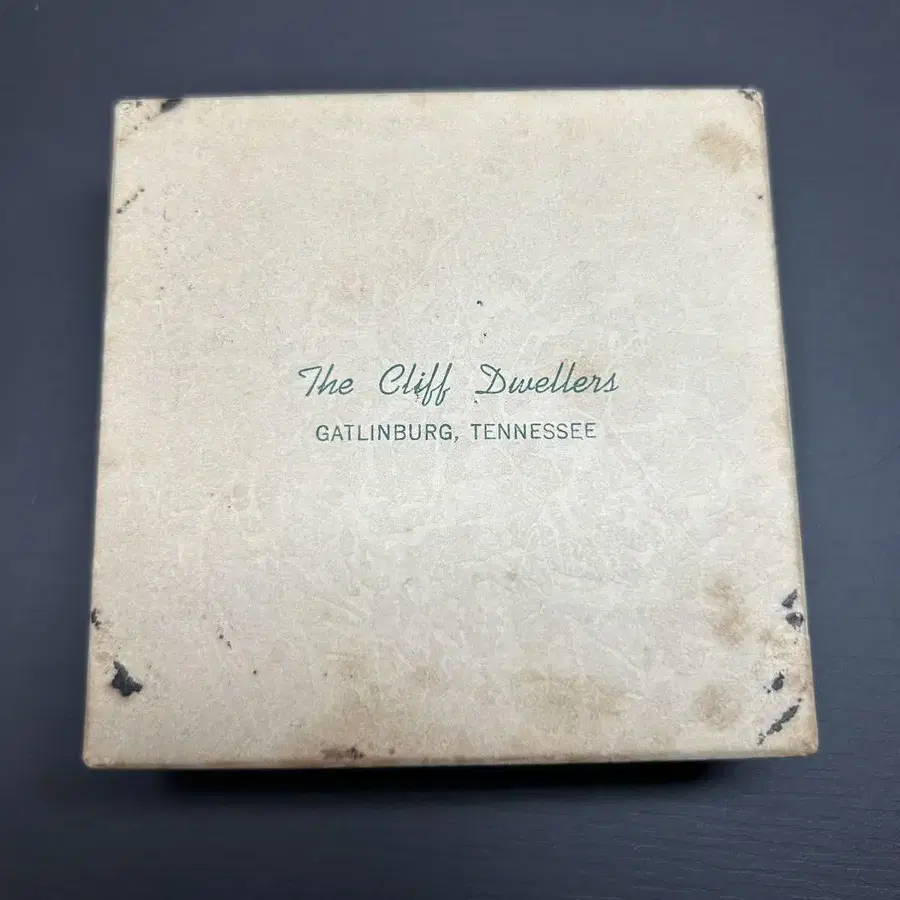 The Cliff Dwellers
GATLINBURG, TENNESSEE